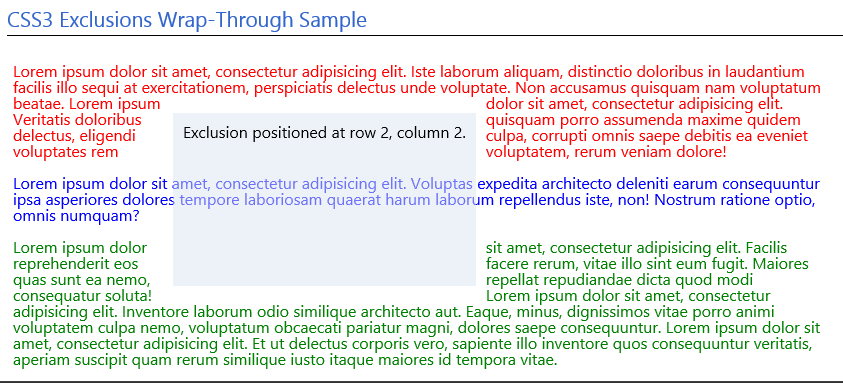 CSS3 Exclusions Wrap-Through Sample
Lorem ipsum dolor sit amet, consectetur adipisicing elit. Iste laborum aliquam, distinctio doloribus in laudantium
facilis illo sequi at exercitationem, perspiciatis delectus unde voluptate. Non accusamus quisquam nam voluptatum
beatae. Lorem ipsum dolor sit amet, consectetur adipisicing elit.
Veritatis doloribus quisquam porro assumenda maxime quidem
Exclusion positioned at row 2, column 2.
delectus, eligendi culpa, corrupti omnis saepe debitis ea eveniet
voluptates rem voluptatem, rerum veniam dolore!
Lorem ipsum dolor sit amet, consectetur adipisicing elit. Voluptas expedita architecto deleniti earum consequuntur
ipsa asperiores dolores tempore laboriosam quaerat harum laborum repellendus iste, non! Nostrum ratione optio,
omnis numquam?
Lorem ipsum dolor sit amet, consectetur adipisicing elit. Facilis
reprehenderit eos facere rerum, vitae illo sint eum fugit. Maiores
quas sunt ea nemo, repellat repudiandae dicta quod modi
consequatur soluta! Lorem ipsum dolor sit amet, consectetur
adipisicing elit. Inventore laborum odio similique architecto aut. Eaque, minus, dignissimos vitae porro animi
voluptatem culpa nemo, voluptatum obcaecati pariatur magni, dolores saepe consequuntur. Lorem ipsum dolor sit
amet, consectetur adipisicing elit. Et ut delectus corporis vero, sapiente illo inventore quos consequuntur veritatis,
aperiam suscipit quam rerum similique iusto itaque maiores id tempora vitae.